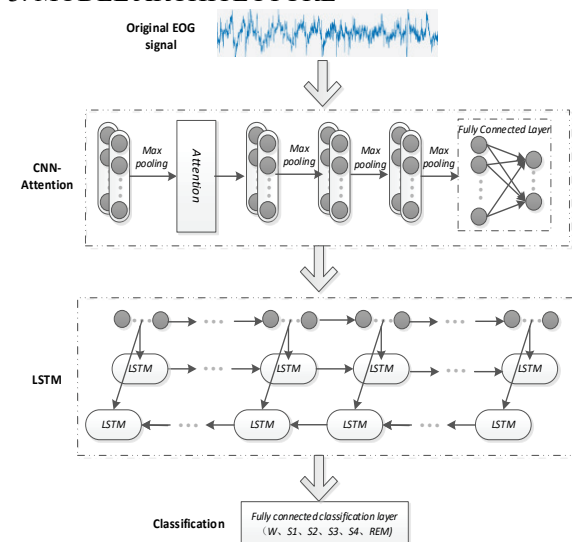 Original EOG
signal
CNN-
Attention
Max
pooling
Attention
Max
pooling
Max
pooling
Max
pooling
Fully Connected Layer
LSTM
LSTM
LSTM
LSTM
LSTM
LSTM
LSTM
LSTM
LSTM
Classification
Fully connected classification layer
（W、S1、S2、S3、S4、REM)